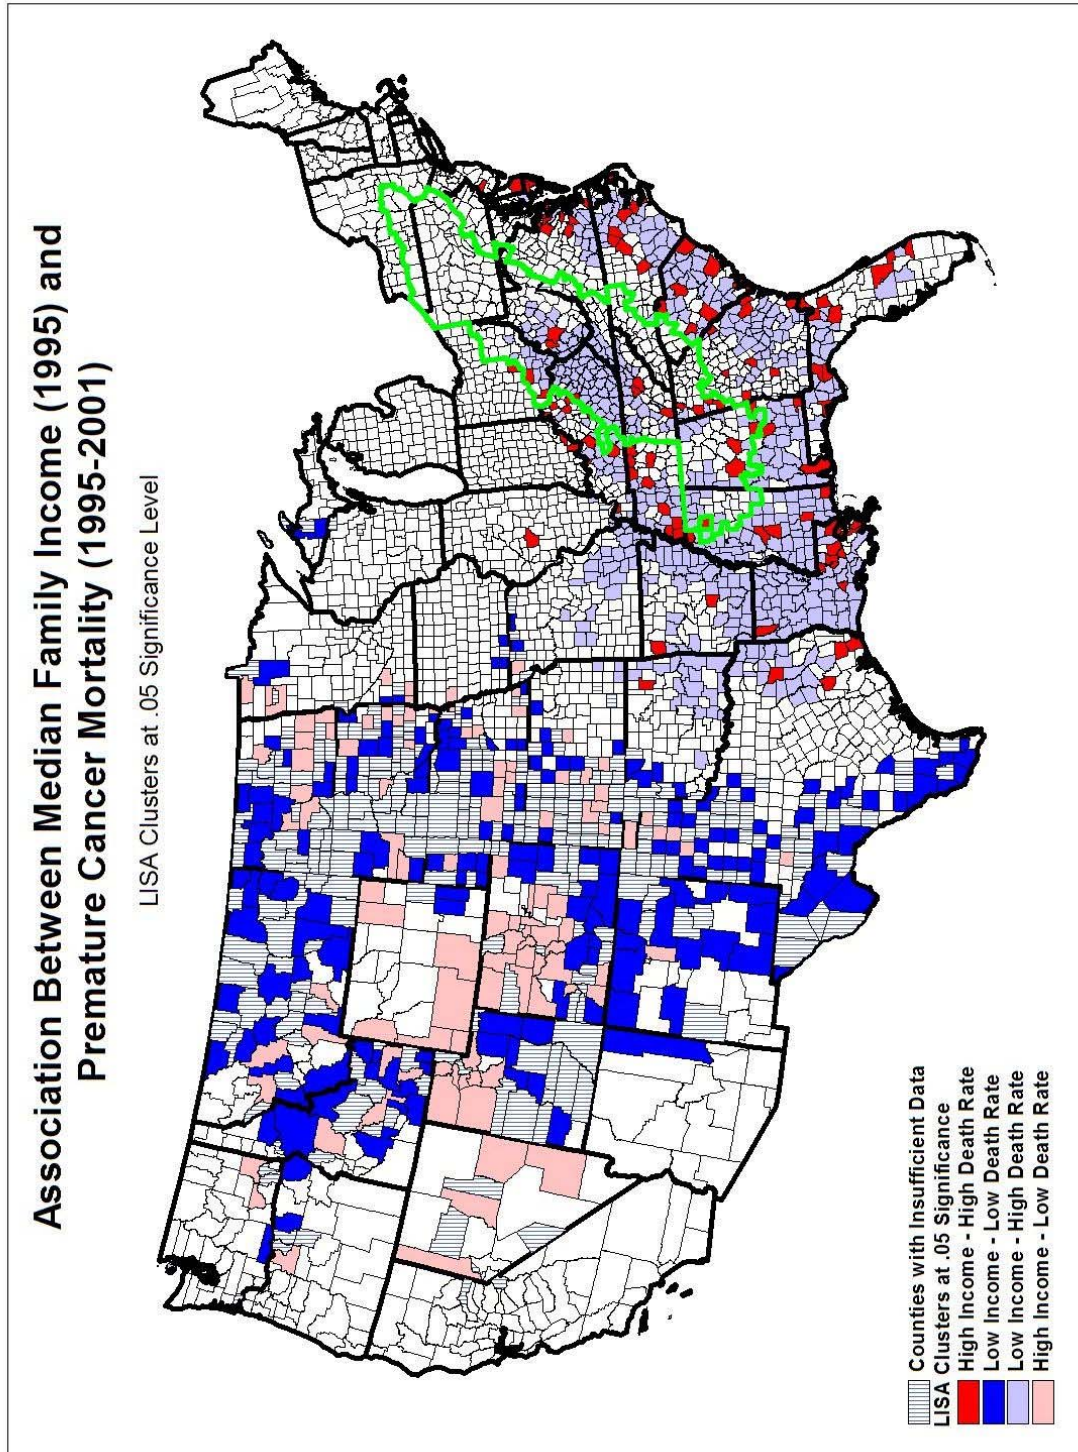 Association Between Median Family Income (1995) and
Premature Cancer Mortality (1995-2001)
LISA Clusters at .05 Significance Level
Counties with Insufficient Data
LISA Clusters at .05 Significance
High Income - High Death Rate
Low Income - Low Death Rate
Low Income - High Death Rate
High Income - Low Death Rate